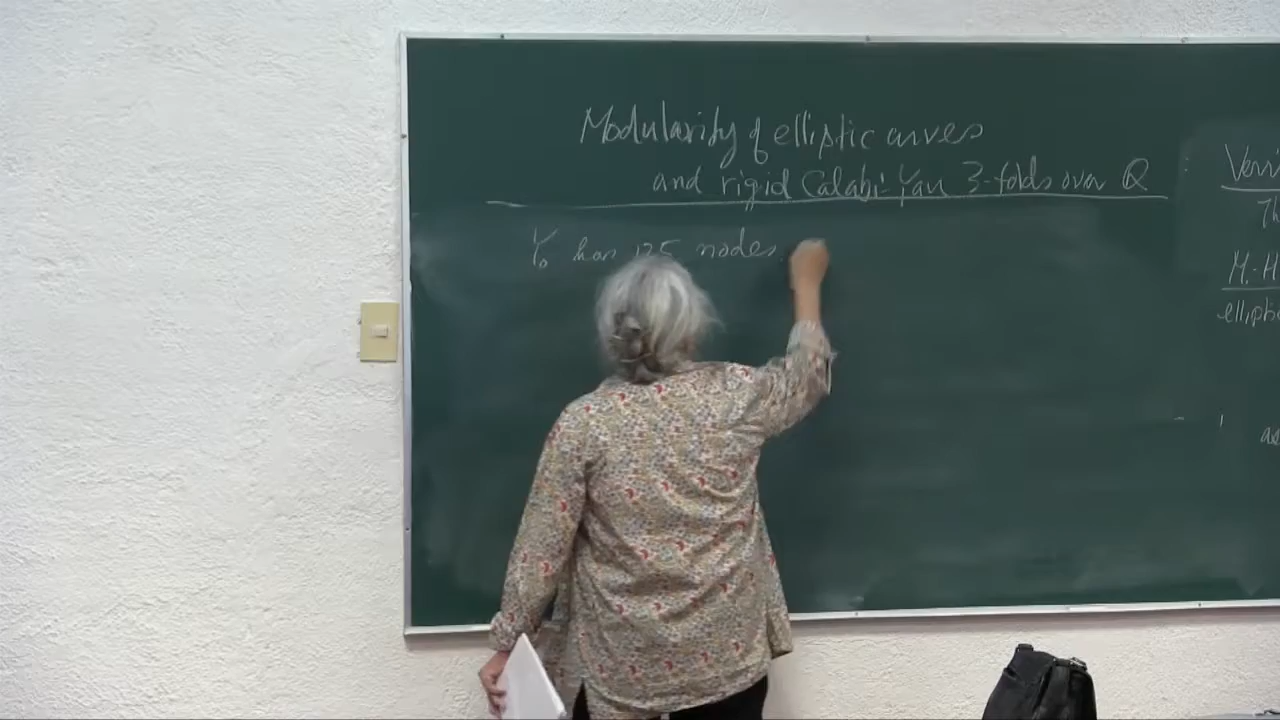 Modularity of elliptic curves
and rigid Calabi-Yau 3-folds over Q
Y₀ has 125 nodes.
M.-H